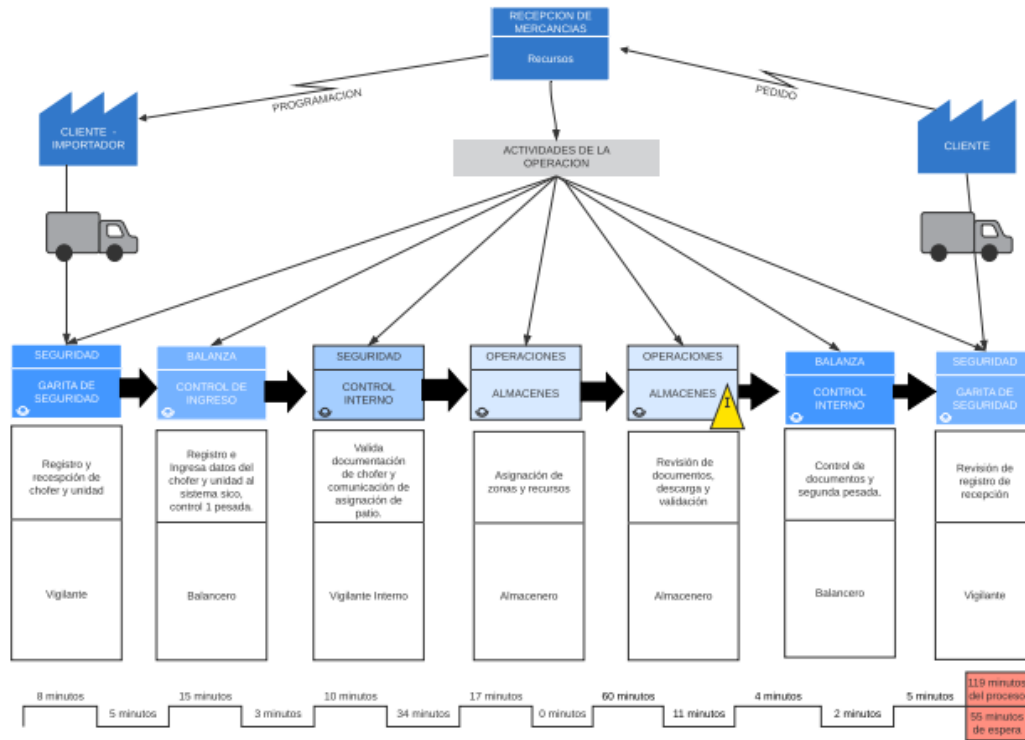 RECEPCION DE
MERCANCIAS
Recursos
PROGRAMACION
PEDIDO
CLIENTE -
IMPORTADOR
CLIENTE
ACTIVIDADES DE LA
OPERACION
SEGURIDAD
GARITA DE
SEGURIDAD
BALANZA
CONTROL DE
INGRESO
SEGURIDAD
CONTROL
INTERNO
OPERACIONES
ALMACENES
OPERACIONES
ALMACENES
I
BALANZA
CONTROL
INTERNO
SEGURIDAD
GARITA DE
SEGURIDAD
Registro y
recespción de
chofer y unidad
Registro e
Ingresa datos del
chofer y unidad al
sistema sico,
control 1 pesada.
Valida
documentación
de chofer y
comunicación de
asignación de
patio.
Asignación de
zonas y recursos
Revisión de
documentos,
descarga y
validación
Control de
documentos y
segunda pesada.
Revisión de
registro de
recepción
Vigilante
Balancero
Vigilante Interno
Almacenero
Almacenero
Balancero
Vigilante
8 minutos
5 minutos
15 minutos
3 minutos
10 minutos
34 minutos
17 minutos
0 minutos
60 minutos
11 minutos
4 minutos
2 minutos
5 minutos
119 minutos
del proceso
55 minutos
de espera